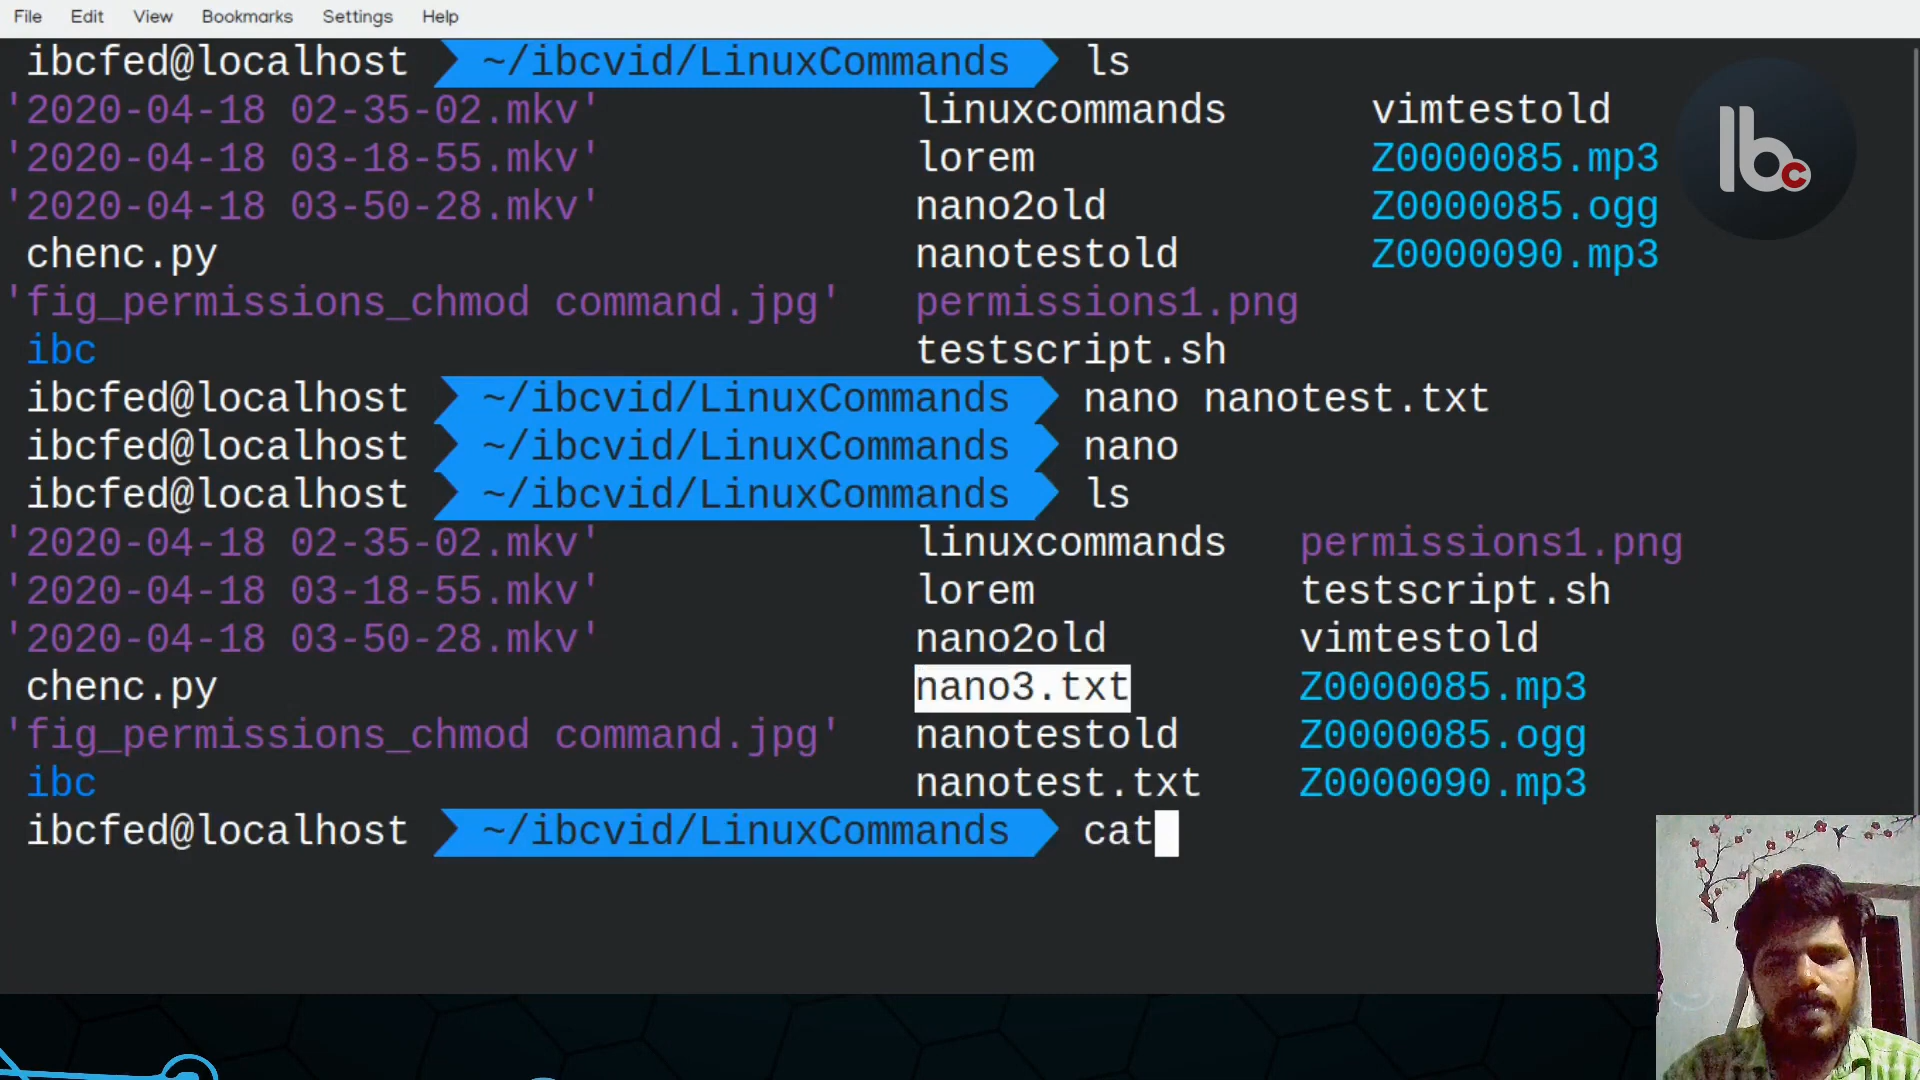 File Edit View Bookmarks Settings Help
ibcfed@localhost ~/ibcvid/LinuxCommands ls
'2020-04-18 02-35-02.mkv' linuxcommands vimtestold
'2020-04-18 03-18-55.mkv' lorem Z0000085.mp3
'2020-04-18 03-50-28.mkv' nano2old Z0000085.ogg
chenc.py nanotestold Z0000090.mp3
'fig_permissions_chmod command.jpg' permissions1.png
ibc testscript.sh
ibcfed@localhost ~/ibcvid/LinuxCommands nano nanotest.txt
ibcfed@localhost ~/ibcvid/LinuxCommands nano
ibcfed@localhost ~/ibcvid/LinuxCommands ls
'2020-04-18 02-35-02.mkv' linuxcommands permissions1.png
'2020-04-18 03-18-55.mkv' lorem testscript.sh
'2020-04-18 03-50-28.mkv' nano2old vimtestold
chenc.py nano3.txt Z0000085.mp3
'fig_permissions_chmod command.jpg' nanotestold Z0000085.ogg
ibc nanotest.txt Z0000090.mp3
ibcfed@localhost ~/ibcvid/LinuxCommands cat
Ibc